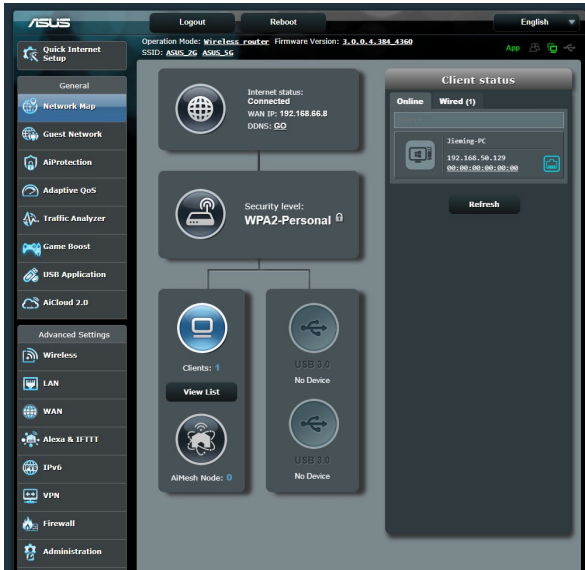 ASUS
Logout
Reboot
English
Quick Internet
Setup
Operation Mode: Wireless router Firmware Version: 3.0.0.4.384_4360
SSID: ASUS_2G ASUS_5G
App
General
Network Map
Guest Network
AiProtection
Adaptive QoS
Traffic Analyzer
Game Boost
USB Application
AiCloud 2.0
Advanced Settings
Wireless
LAN
WAN
Alexa & IFTTT
IPv6
VPN
Firewall
Administration
Internet status:
Connected
WAN IP: 192.168.66.8
DDNS: GO
Security level:
WPA2-Personal
Clients: 1
View List
AiMesh Node: 0
USB 3.0
No Device
USB 3.0
No Device
Client status
Online
Wired (1)
Jieming-PC
192.168.50.129
00:00:00:00:00:00
Refresh